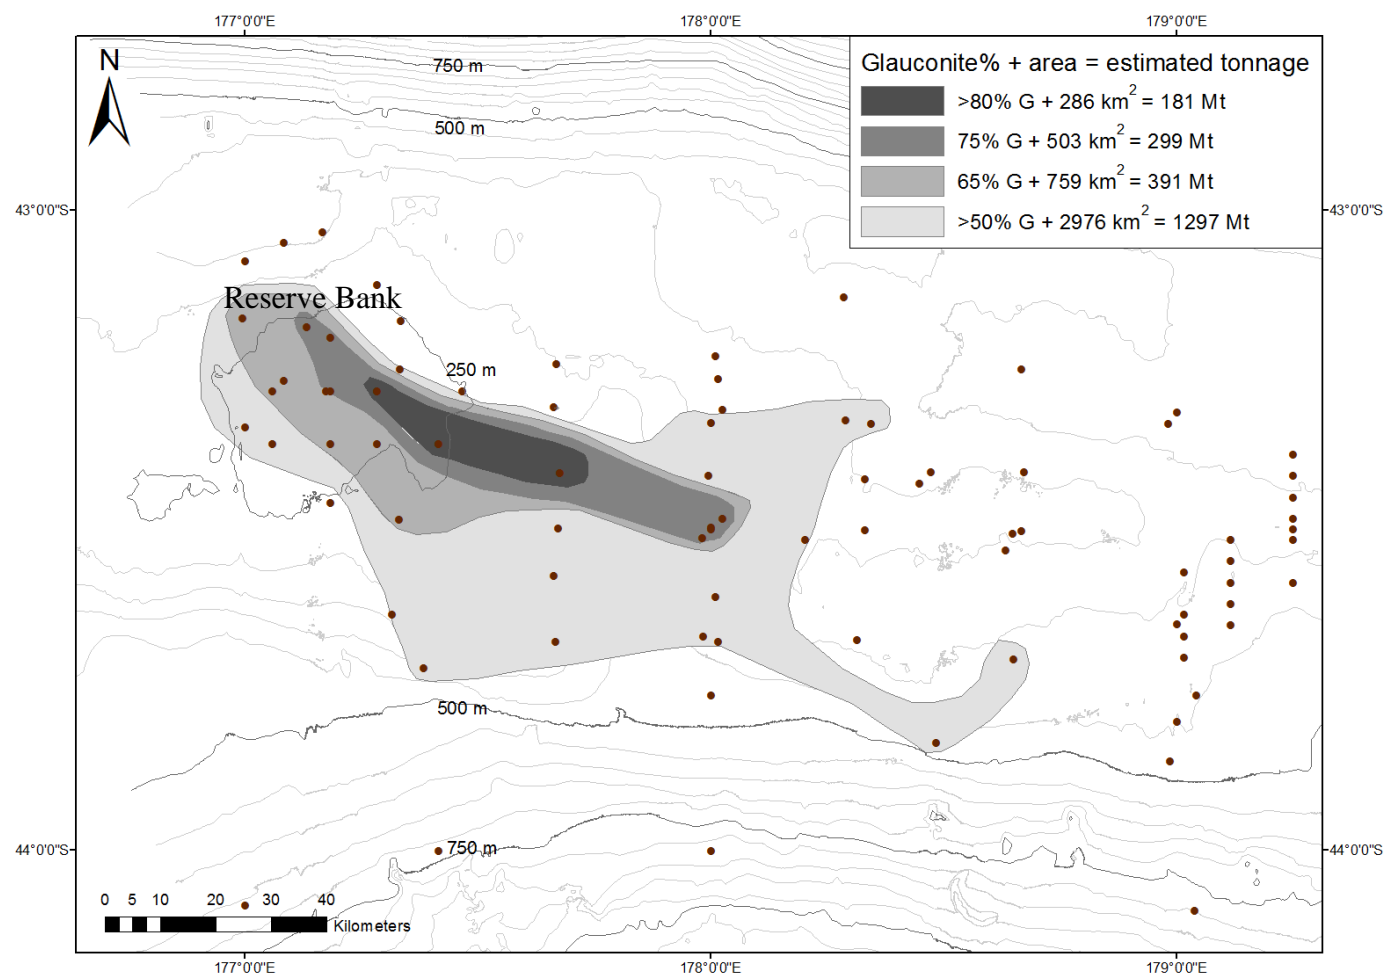 177°0'0"E 178°0'0"E 179°0'0"E
N
750 m
500 m
Glauconite% + area = estimated tonnage
>80% G + 286 km² = 181 Mt
75% G + 503 km² = 299 Mt
65% G + 759 km² = 391 Mt
>50% G + 2976 km² = 1297 Mt
43°0'0"S 43°0'0"S
Reserve Bank
250 m
500 m
44°0'0"S 44°0'0"S
750 m
0 5 10 20 30 40
Kilometers
177°0'0"E 178°0'0"E 179°0'0"E